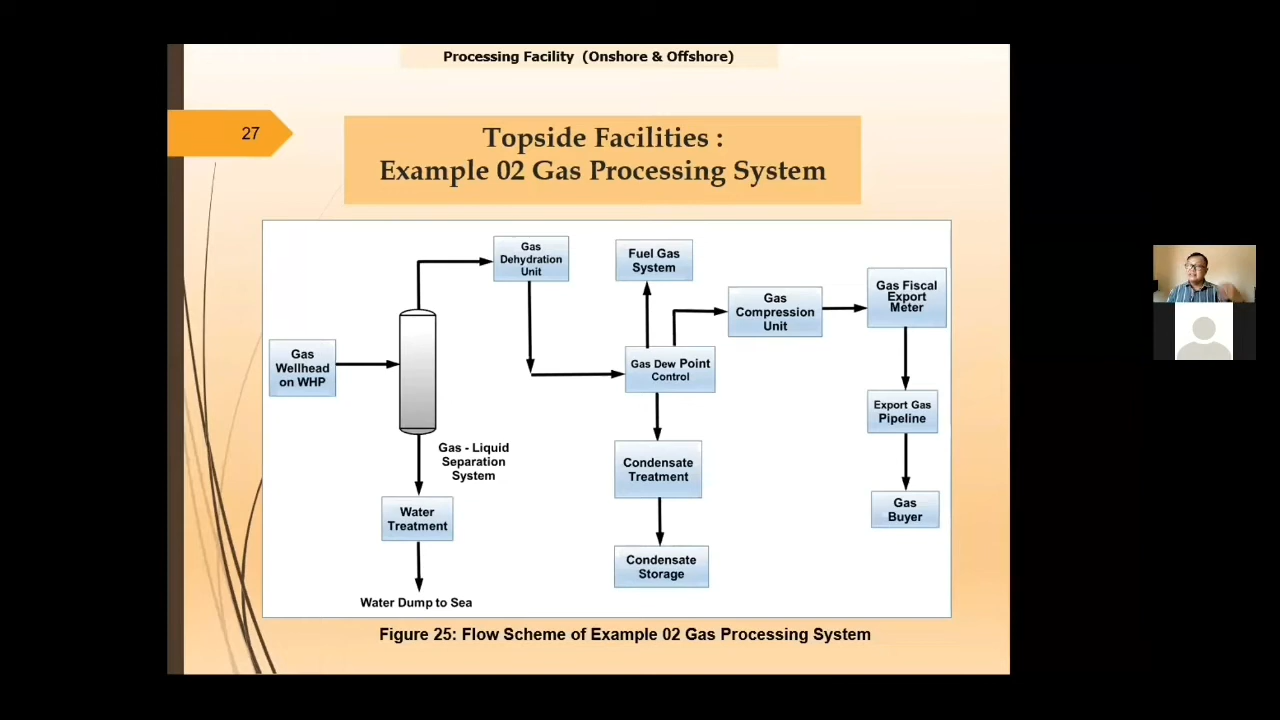 Processing Facility (Onshore & Offshore)
27
Topside Facilities :
Example 02 Gas Processing System
Gas
Dehydration
Unit
Fuel Gas
System
Gas
Compression
Unit
Gas Fiscal
Export
Meter
Gas
Wellhead
on WHP
Gas Dew Point
Control
Export Gas
Pipeline
Gas - Liquid
Separation
System
Condensate
Treatment
Water
Treatment
Gas
Buyer
Condensate
Storage
Water Dump to Sea
Figure 25: Flow Scheme of Example 02 Gas Processing System